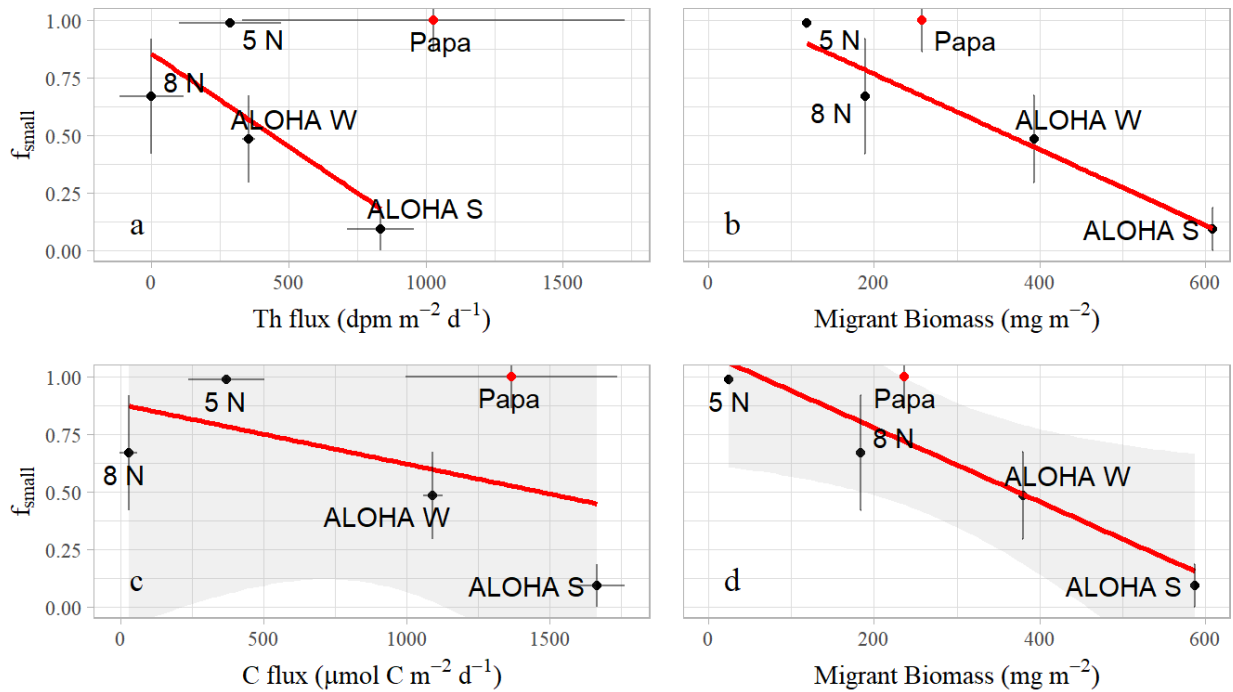 1.00
0.75
0.50
0.25
0.00
f_small
5 N
Papa
8 N
ALOHA W
ALOHA S
a
0
500
1000
1500
Th flux (dpm m⁻² d⁻¹)
5 N
Papa
8 N
ALOHA W
ALOHA S
b
0
200
400
600
Migrant Biomass (mg m⁻²)
1.00
0.75
0.50
0.25
0.00
f_small
5 N
Papa
8 N
ALOHA W
ALOHA S
c
0
500
1000
1500
C flux (μmol C m⁻² d⁻¹)
5 N
Papa
8 N
ALOHA W
ALOHA S
d
0
200
400
600
Migrant Biomass (mg m⁻²)